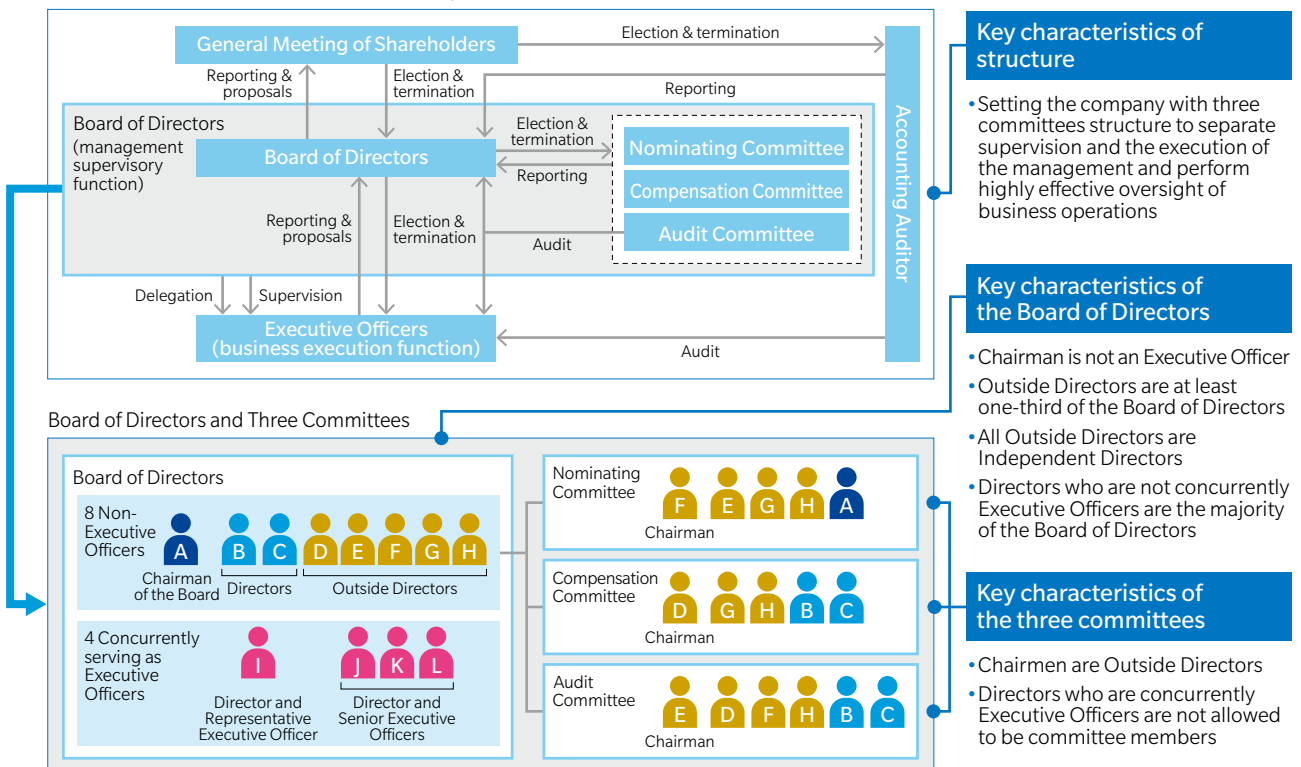 General Meeting of Shareholders
Election & termination
Reporting &
proposals
Election &
termination
Reporting
Accounting Auditor
Board of Directors
(management
supervisory
function)
Board of Directors
Election &
termination
Reporting
Nominating Committee
Compensation Committee
Audit Committee
Reporting &
proposals
Election &
termination
Audit
Delegation
Supervision
Executive Officers
(business execution function)
Audit
Key characteristics of
structure
•Setting the company with three
committees structure to separate
supervision and the execution of
the management and perform
highly effective oversight of
business operations
Key characteristics of
the Board of Directors
•Chairman is not an Executive Officer
•Outside Directors are at least
one-third of the Board of Directors
•All Outside Directors are
Independent Directors
•Directors who are not concurrently
Executive Officers are the majority
of the Board of Directors
Key characteristics of
the three committees
•Chairmen are Outside Directors
•Directors who are concurrently
Executive Officers are not allowed
to be committee members
Board of Directors and Three Committees
Board of Directors
8 Non-
Executive
Officers
A B C D E F G H
Chairman
of the Board
Directors
Outside Directors
4 Concurrently
serving as
Executive
Officers
I J K L
Director and
Representative
Executive Officer
Director and
Senior Executive
Officers
Nominating
Committee
F E G H A
Chairman
Compensation
Committee
D G H B C
Chairman
Audit
Committee
E D F H B C
Chairman